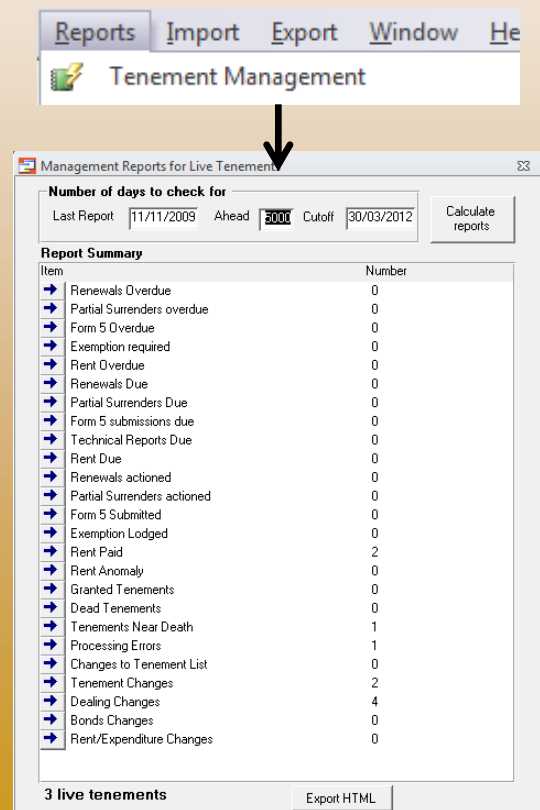 Reports Import Export Window He
Tenement Management
Management Reports for Live Tenement
Number of days to check for
Last Report 11/11/2009 Ahead 5000 Cutoff 30/03/2012
Calculate
reports
Report Summary
Item Number
Renewals Overdue 0
Partial Surrenders overdue 0
Form 5 Overdue 0
Exemption required 0
Rent Overdue 0
Renewals Due 0
Partial Surrenders Due 0
Form 5 submissions due 0
Technical Reports Due 0
Rent Due 0
Renewals actioned 0
Partial Surrenders actioned 0
Form 5 Submitted 0
Exemption Lodged 0
Rent Paid 2
Rent Anomaly 0
Granted Tenements 0
Dead Tenements 0
Tenements Near Death 1
Processing Errors 1
Changes to Tenement List 0
Tenement Changes 2
Dealing Changes 4
Bonds Changes 0
Rent/Expenditure Changes 0
3 live tenements
Export HTML